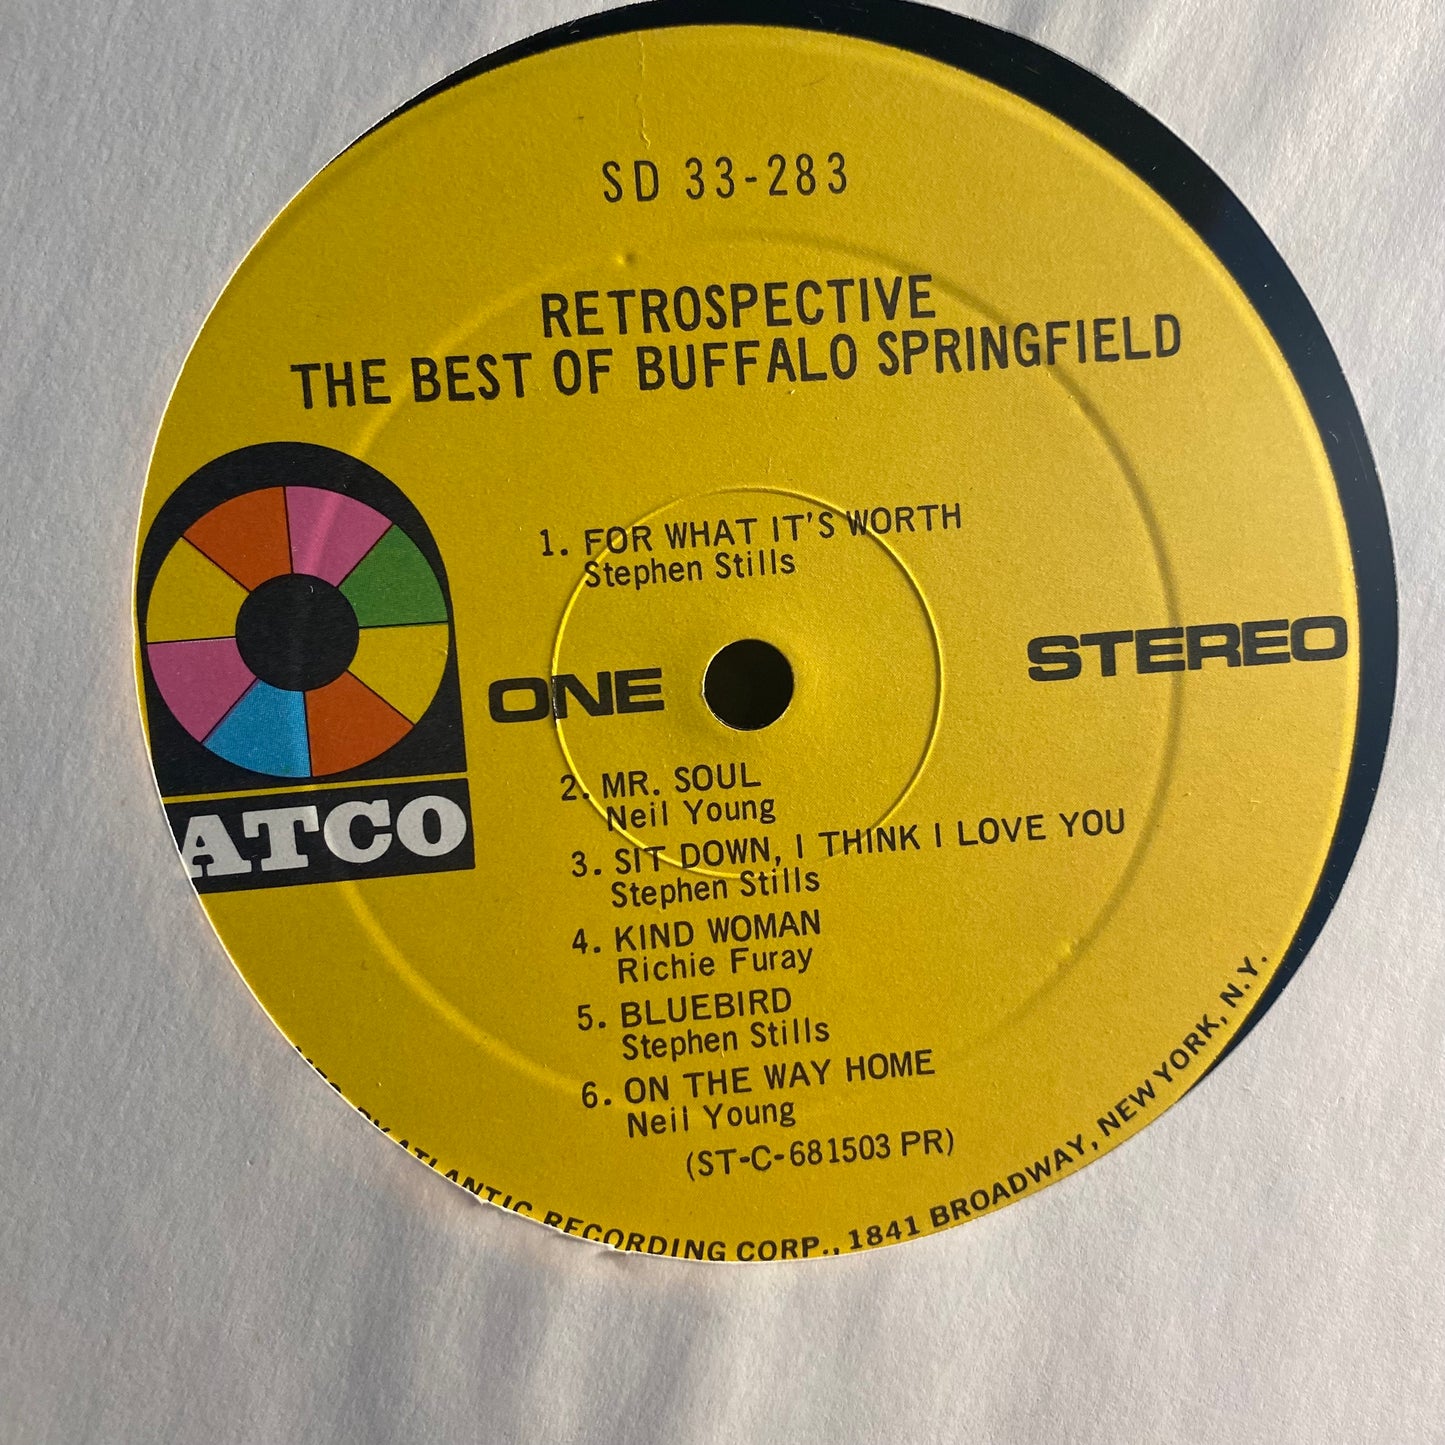 SD 33-283
RETROSPECTIVE
THE BEST OF BUFFALO SPRINGFIELD
1. FOR WHAT IT'S WORTH
Stephen Stills
ATCO
ONE
STEREO
2. MR. SOUL
Neil Young
3. SIT DOWN, I THINK I LOVE YOU
Stephen Stills
4. KIND WOMAN
Richie Furay
5. BLUEBIRD
Stephen Stills
6. ON THE WAY HOME
Neil Young
(ST-C-681503 PR)
BY ATLANTIC RECORDING CORP., 1841 BROADWAY, NEW YORK, N.Y.